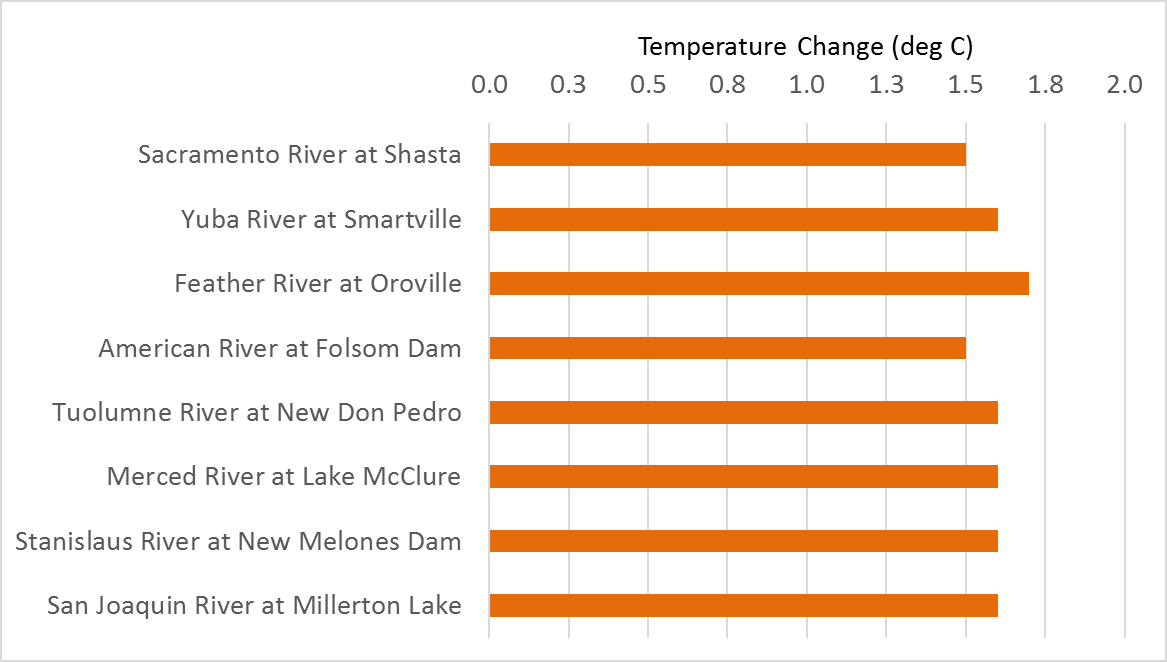 Temperature Change (deg C)
0.0 0.3 0.5 0.8 1.0 1.3 1.5 1.8 2.0
Sacramento River at Shasta
Yuba River at Smartville
Feather River at Oroville
American River at Folsom Dam
Tuolumne River at New Don Pedro
Merced River at Lake McClure
Stanislaus River at New Melones Dam
San Joaquin River at Millerton Lake